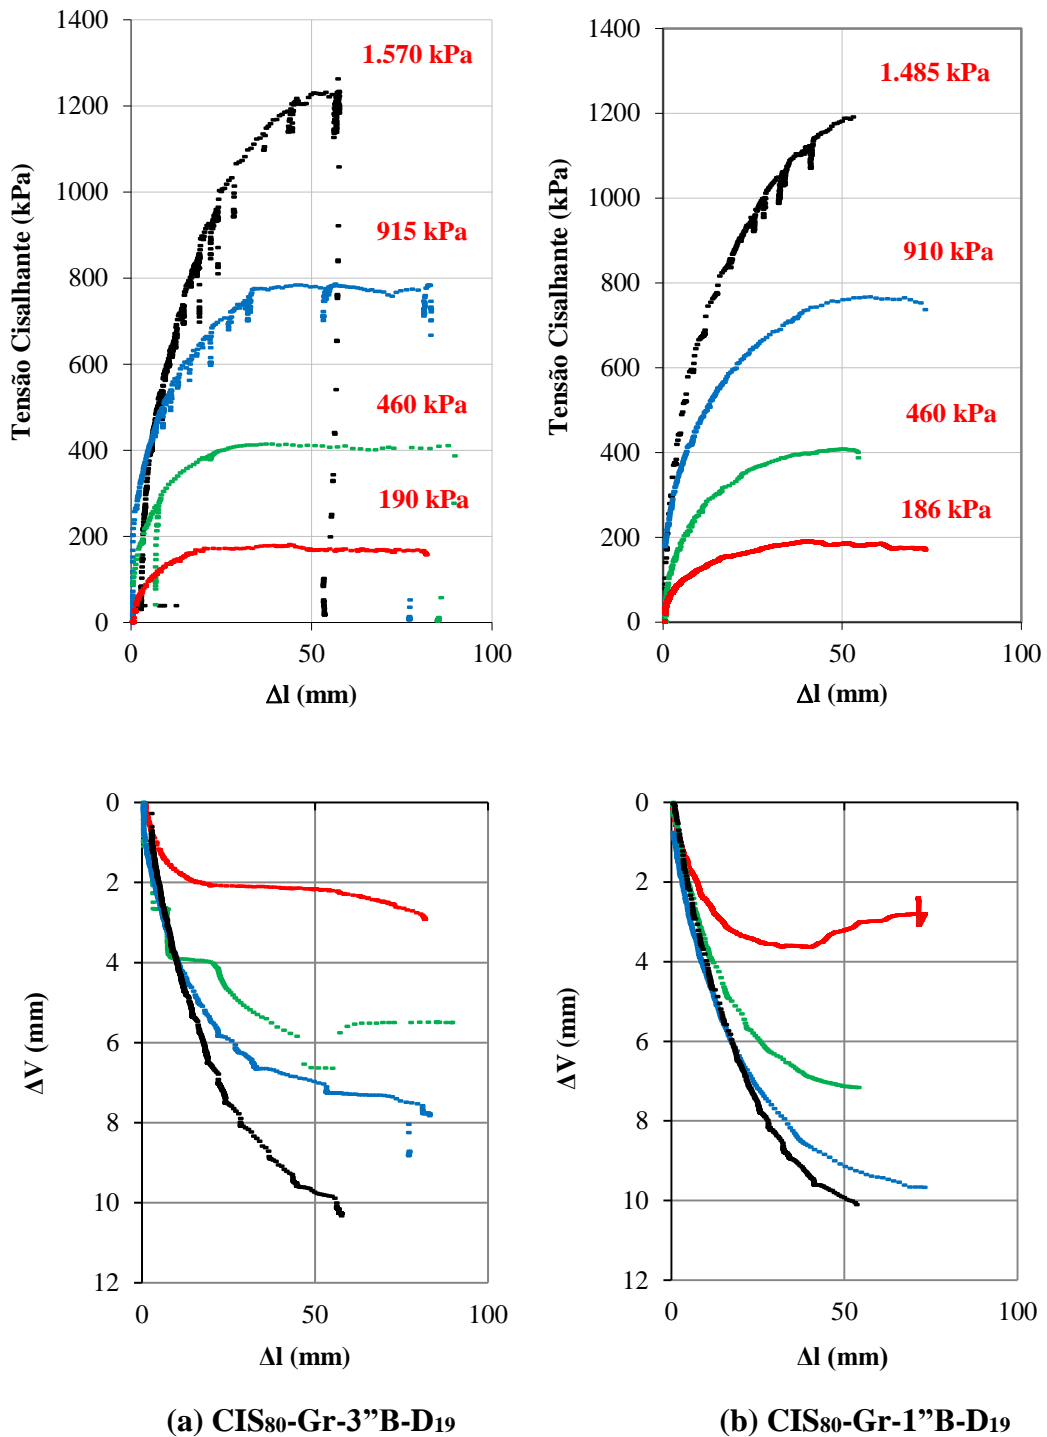 1400
1200
1000
800
600
400
200
0
Tensão Cisalhante (kPa)
1.570 kPa
915 kPa
460 kPa
190 kPa
0 50 100
Δl (mm)
1400
1200
1000
800
600
400
200
0
Tensão Cisalhante (kPa)
1.485 kPa
910 kPa
460 kPa
186 kPa
0 50 100
Δl (mm)
0
2
4
6
8
10
12
ΔV (mm)
0 50 100
Δl (mm)
0
2
4
6
8
10
12
ΔV (mm)
0 50 100
Δl (mm)
(a) CIS80-Gr-3”B-D19
(b) CIS80-Gr-1”B-D19